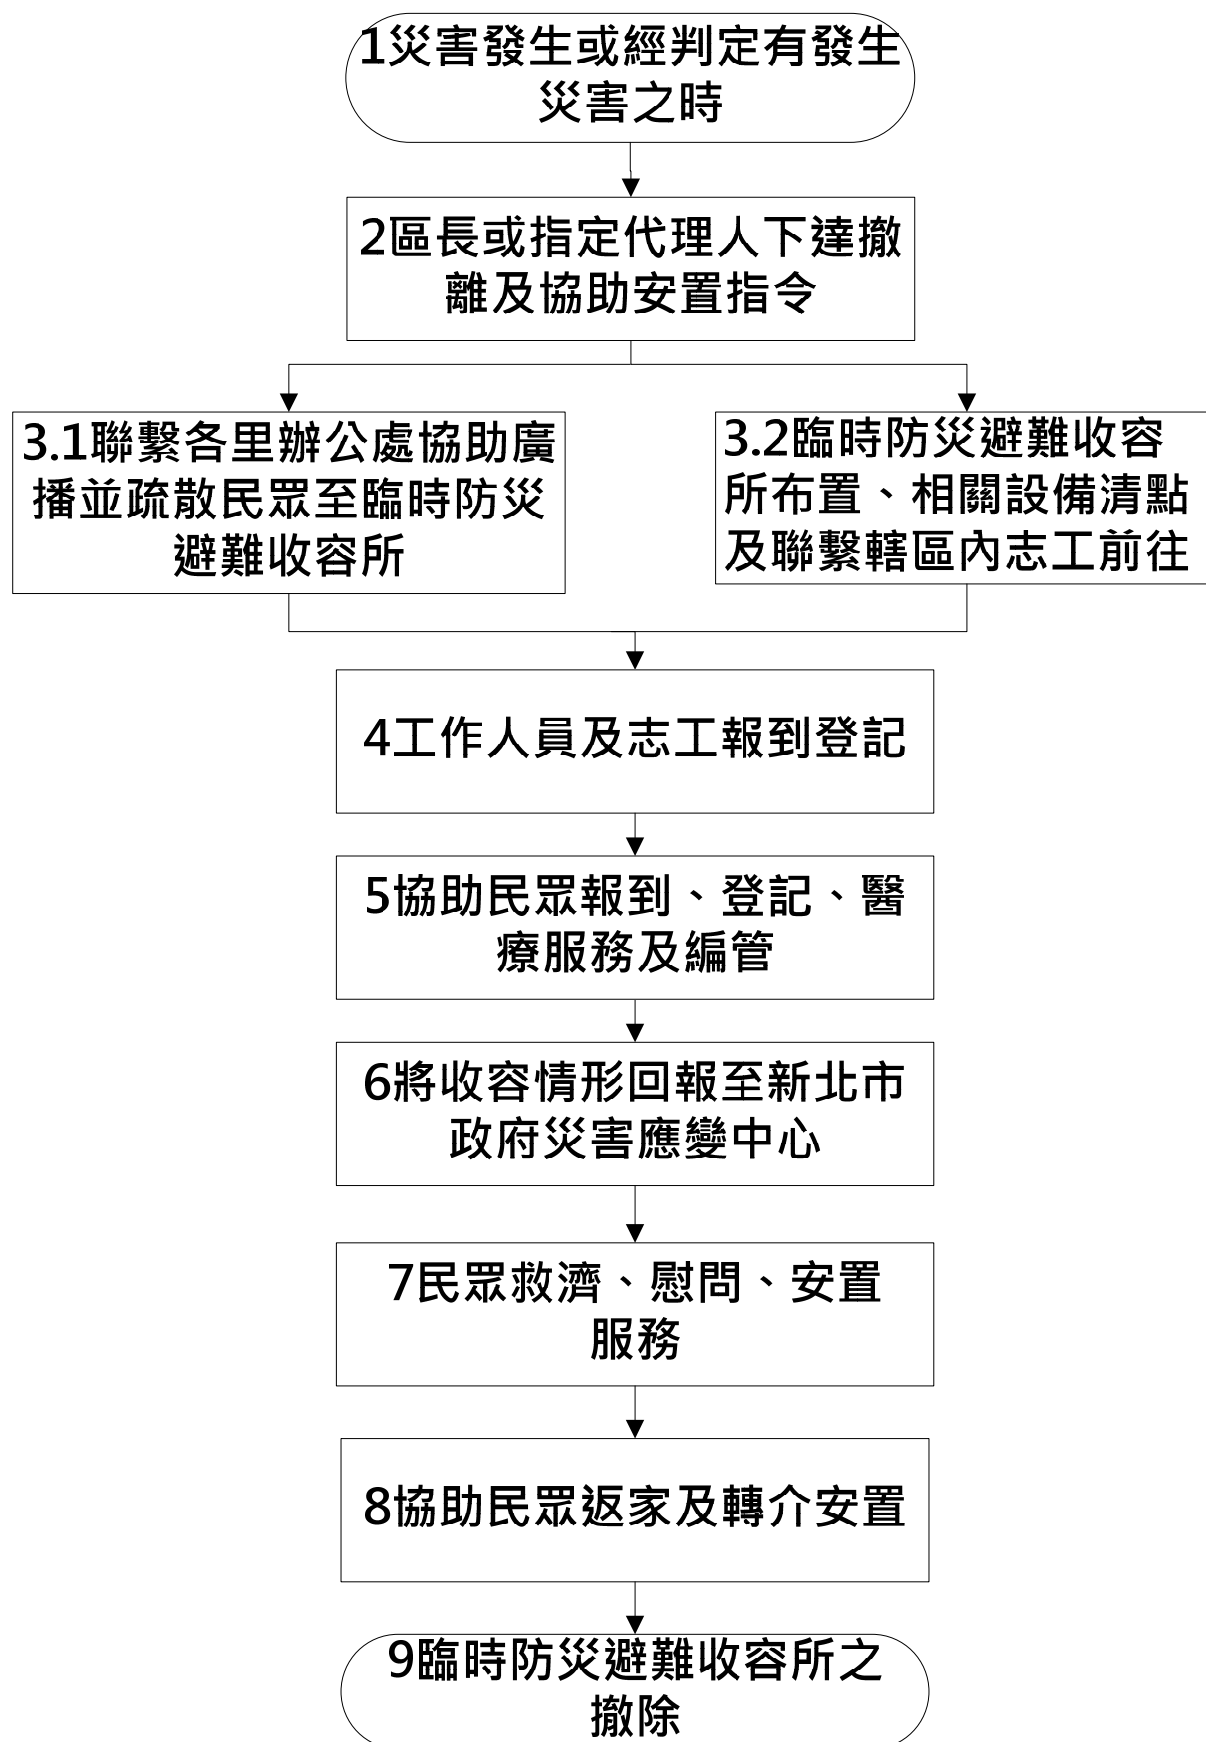 1災害發生或經判定有發生
災害之時
2區長或指定代理人下達撤
離及協助安置指令
3.1聯繫各里辦公處協助廣
播並疏散民眾至臨時防災
避難收容所
3.2臨時防災避難收容
所布置、相關設備清點
及聯繫轄區內志工前往
4工作人員及志工報到登記
5協助民眾報到、登記、醫
療服務及編管
6將收容情形回報至新北市
政府災害應變中心
7民眾救濟、慰問、安置
服務
8協助民眾返家及轉介安置
9臨時防災避難收容所之
撤除